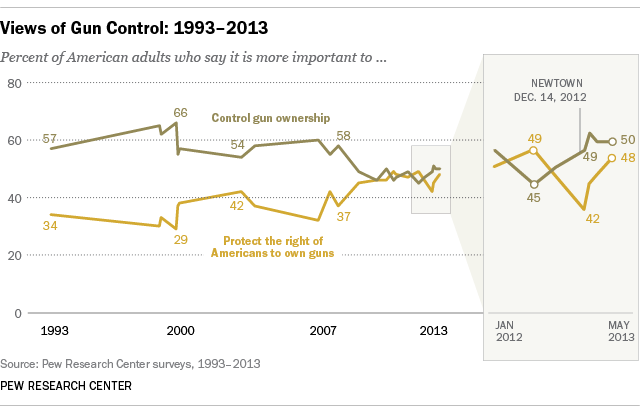 Views of Gun Control: 1993–2013
Percent of American adults who say it is more important to ...
80
60
40
20
0
57
66
Control gun ownership
54
58
34
29
42
37
Protect the right of
Americans to own guns
1993
2000
2007
2013
NEWTOWN
DEC. 14, 2012
49
50
49
48
45
42
JAN
2012
MAY
2013
Source: Pew Research Center surveys, 1993–2013
PEW RESEARCH CENTER